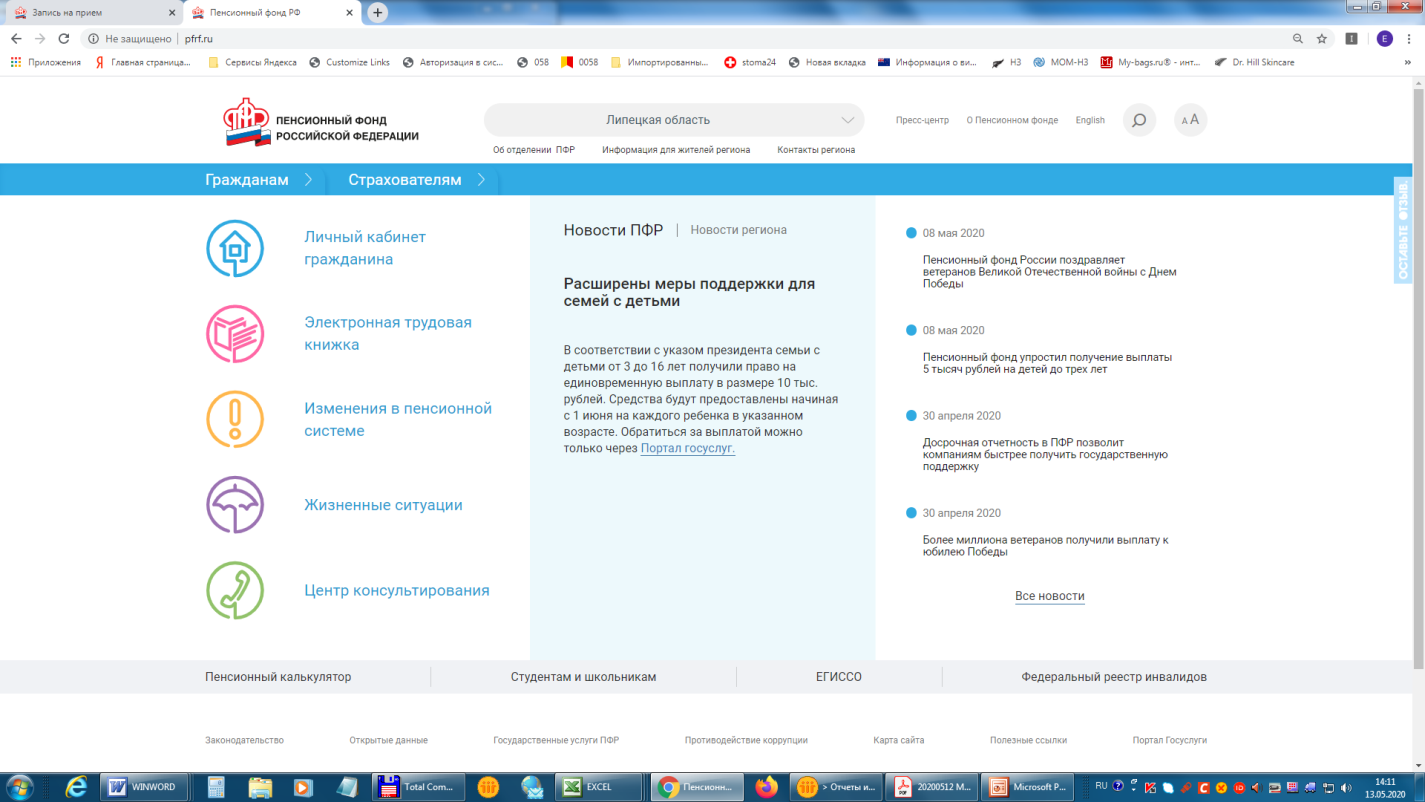 Запись на прием
Пенсионный фонд РФ
Не защищено | pfrf.ru
Приложения
Главная страница...
Сервисы Яндекса
Customize Links
Авторизация в сис...
058
0058
Импортированны...
stoma24
Новая вкладка
Информация о ви...
НЗ
МОМ-НЗ
My-bags.ru® - инт...
Dr. Hill Skincare
ПЕНСИОННЫЙ ФОНД
РОССИЙСКОЙ ФЕДЕРАЦИИ
Липецкая область
Об отделении ПФР
Информация для жителей региона
Контакты региона
Пресс-центр
О Пенсионном фонде
English
A A
Гражданам
Страхователям
ОСТАВЬТЕ ОТЗЫВ.
Личный кабинет
гражданина
Электронная трудовая
книжка
Изменения в пенсионной
системе
Жизненные ситуации
Центр консультирования
Новости ПФР | Новости региона
Расширены меры поддержки для
семей с детьми
В соответствии с указом президента семьи с
детьми от 3 до 16 лет получили право на
единовременную выплату в размере 10 тыс.
рублей. Средства будут предоставлены начиная
с 1 июня на каждого ребенка в указанном
возрасте. Обратиться за выплатой можно
только через Портал госуслуг.
08 мая 2020
Пенсионный фонд России поздравляет
ветеранов Великой Отечественной войны с Днем
Победы
08 мая 2020
Пенсионный фонд упростил получение выплаты
5 тысяч рублей на детей до трех лет
30 апреля 2020
Досрочная отчетность в ПФР позволит
компаниям быстрее получить государственную
поддержку
30 апреля 2020
Более миллиона ветеранов получили выплату к
юбилею Победы
Все новости
Пенсионный калькулятор
Студентам и школьникам
ЕГИССО
Федеральный реестр инвалидов
Законодательство
Открытые данные
Государственные услуги ПФР
Противодействие коррупции
Карта сайта
Полезные ссылки
Портал Госуслуги
WINWORD
Total Com...
EXCEL
Пенсионн...
> Отчеты и...
20200512 M...
Microsoft P...
RU
14:11
13.05.2020